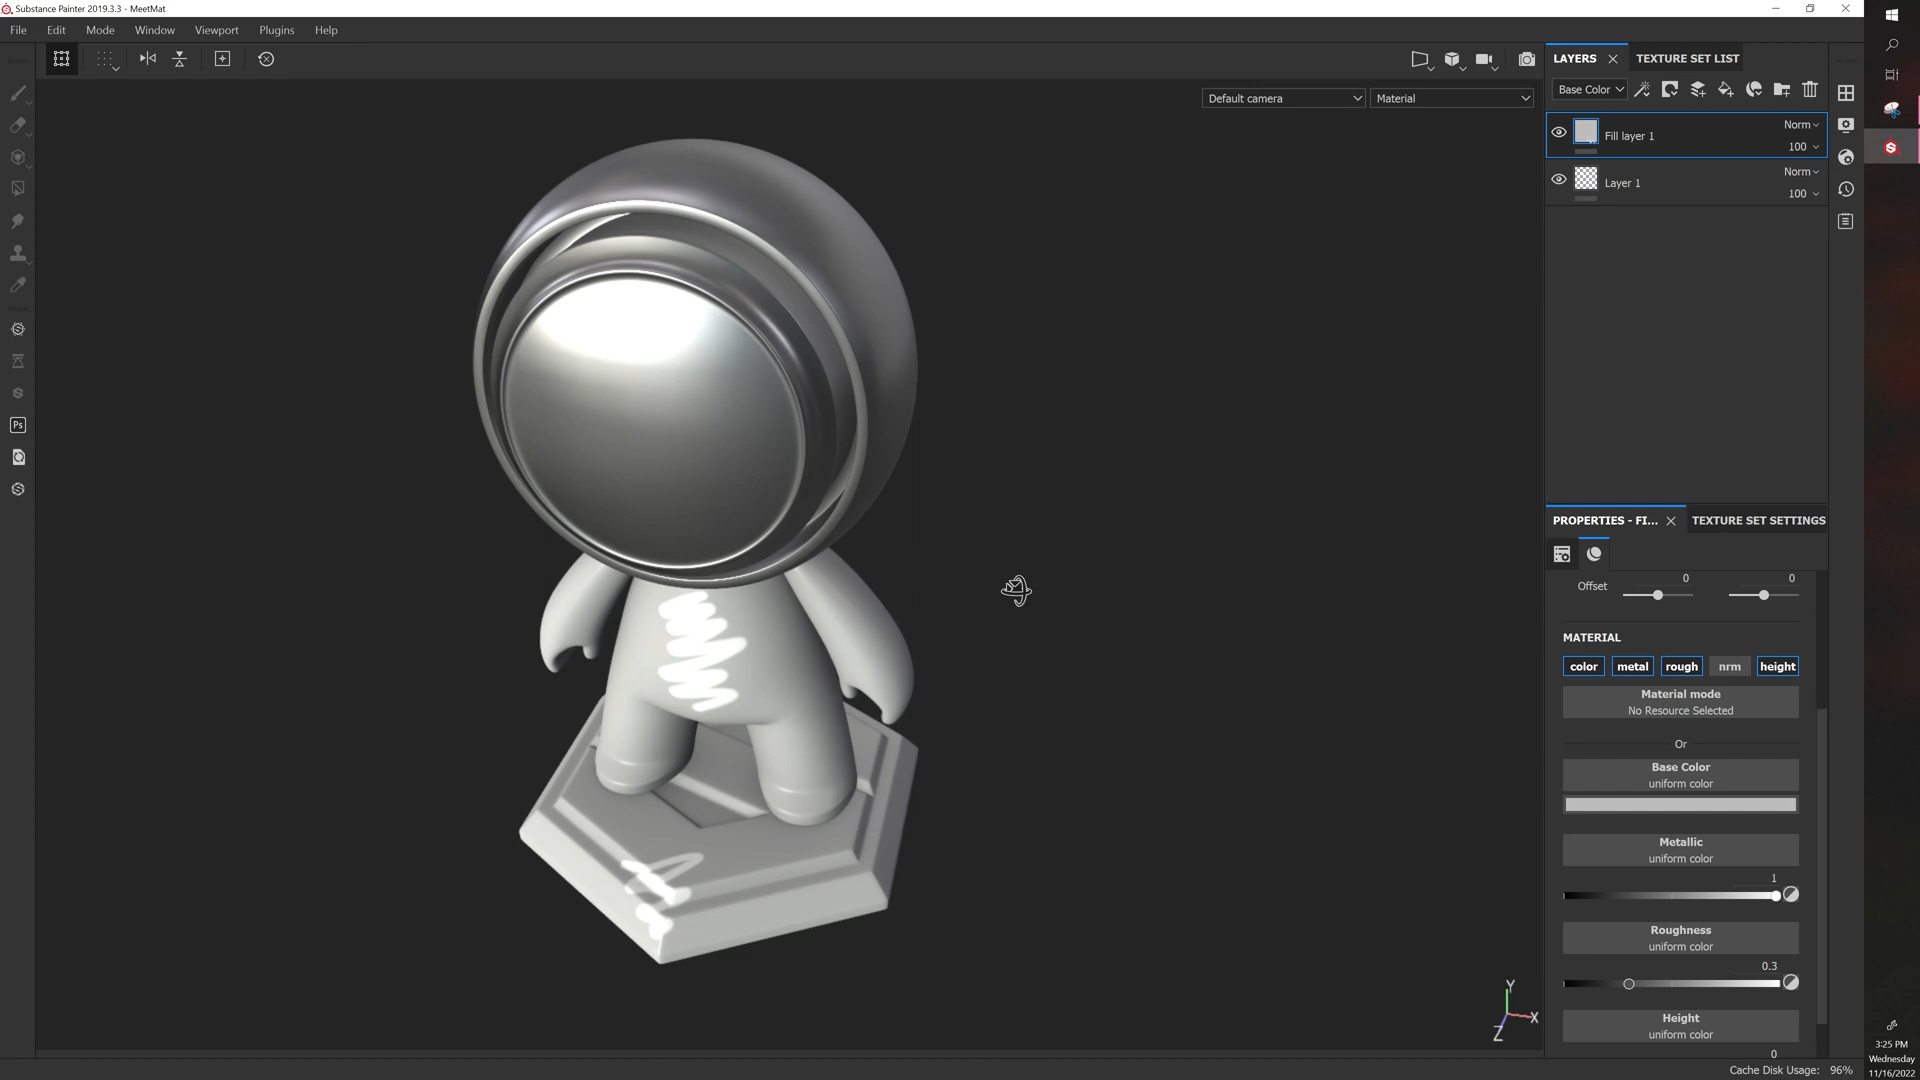 Substance Painter 2019.3.3 - MeetMat
File Edit Mode Window Viewport Plugins Help
LAYERS TEXTURE SET LIST
Base Color
Default camera Material
Fill layer 1 Norm
100
Layer 1 Norm
100
Ps
PROPERTIES - FI... TEXTURE SET SETTINGS
0 0
Offset
MATERIAL
color metal rough nrm height
Material mode
No Resource Selected
Or
Base Color
uniform color
Metallic
uniform color
1
Roughness
uniform color
0.3
Height
uniform color
0
Y
X
Z
Cache Disk Usage: 96%
3:25 PM
Wednesday
11/16/2022